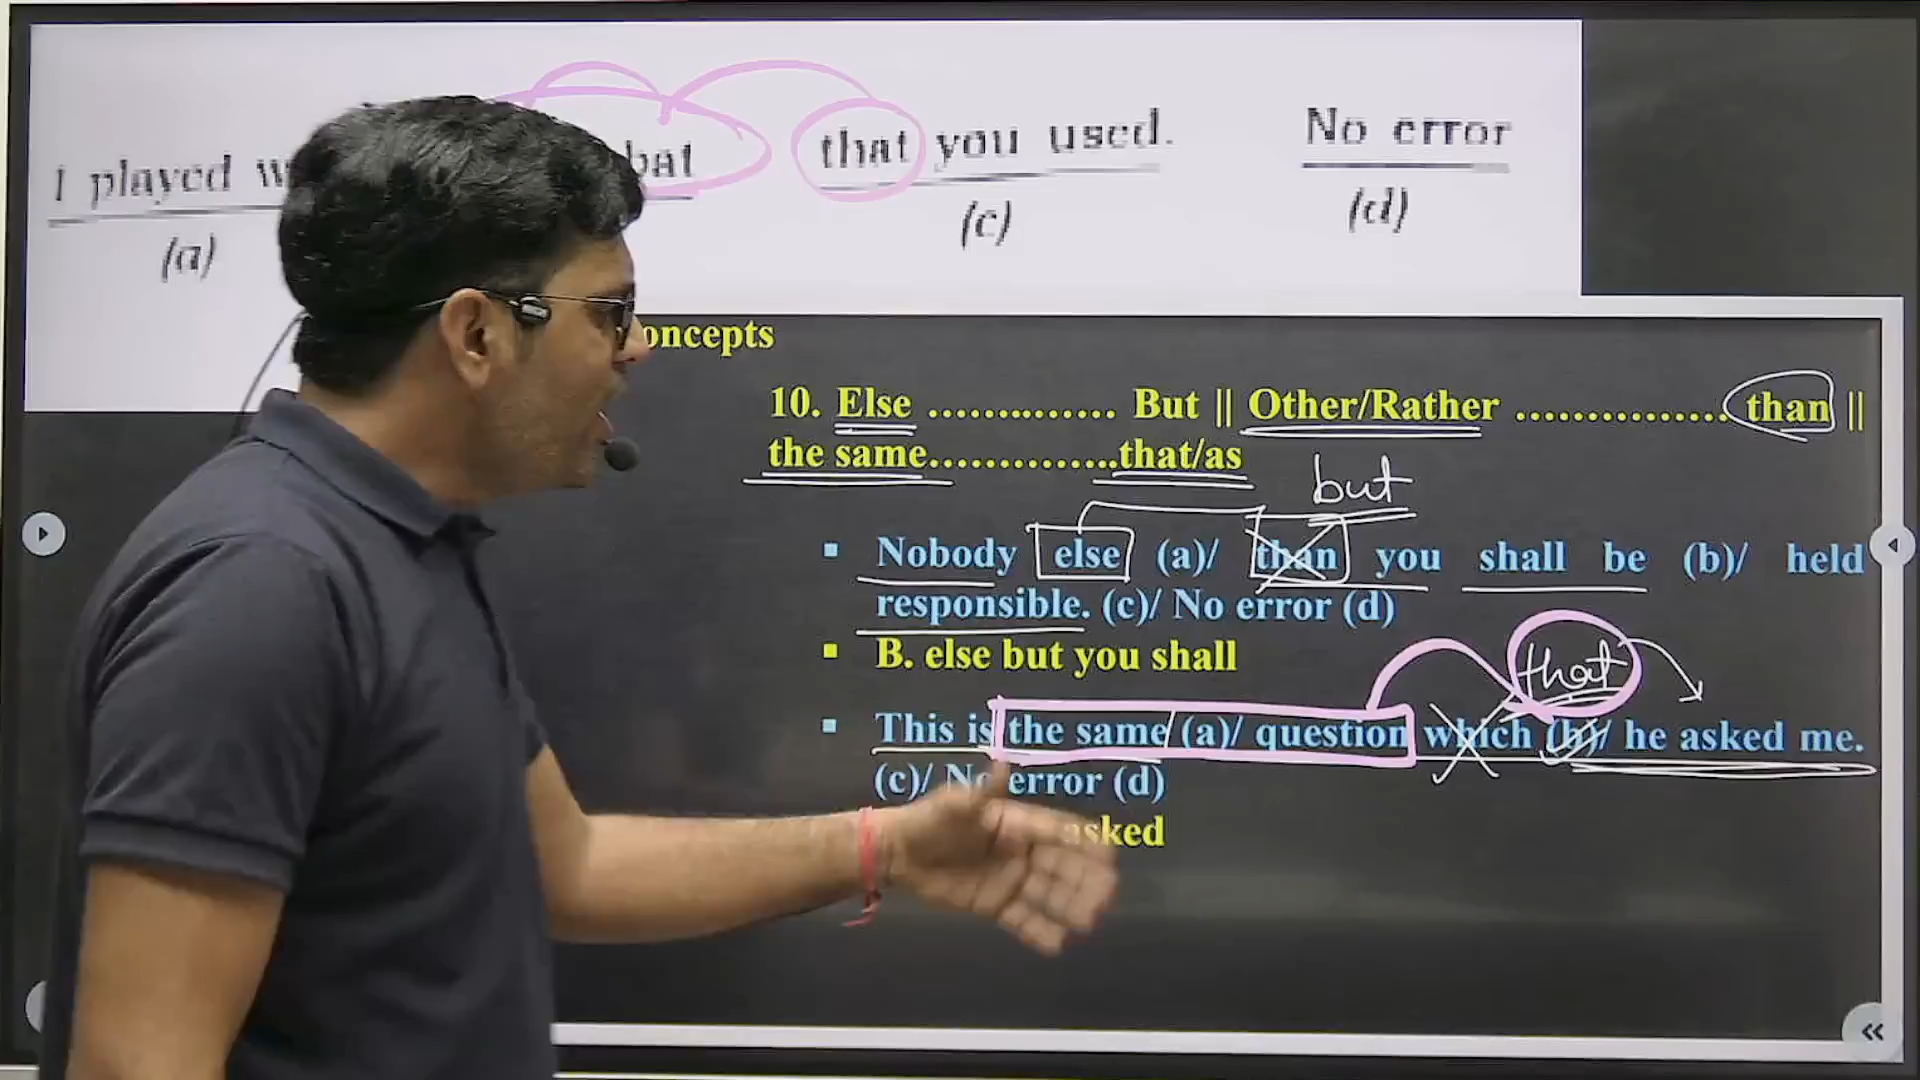 I played bat that you used. No error
(a) (c) (d)
10. Else .............. But || Other/Rather ................ than ||
the same...............that/as
but
▪ Nobody else (a)/ than you shall be (b)/ held
responsible. (c)/ No error (d)
▪ B. else but you shall
that
▪ This is the same (a)/ question which (b)/ he asked me.
(c)/ No error (d)
asked